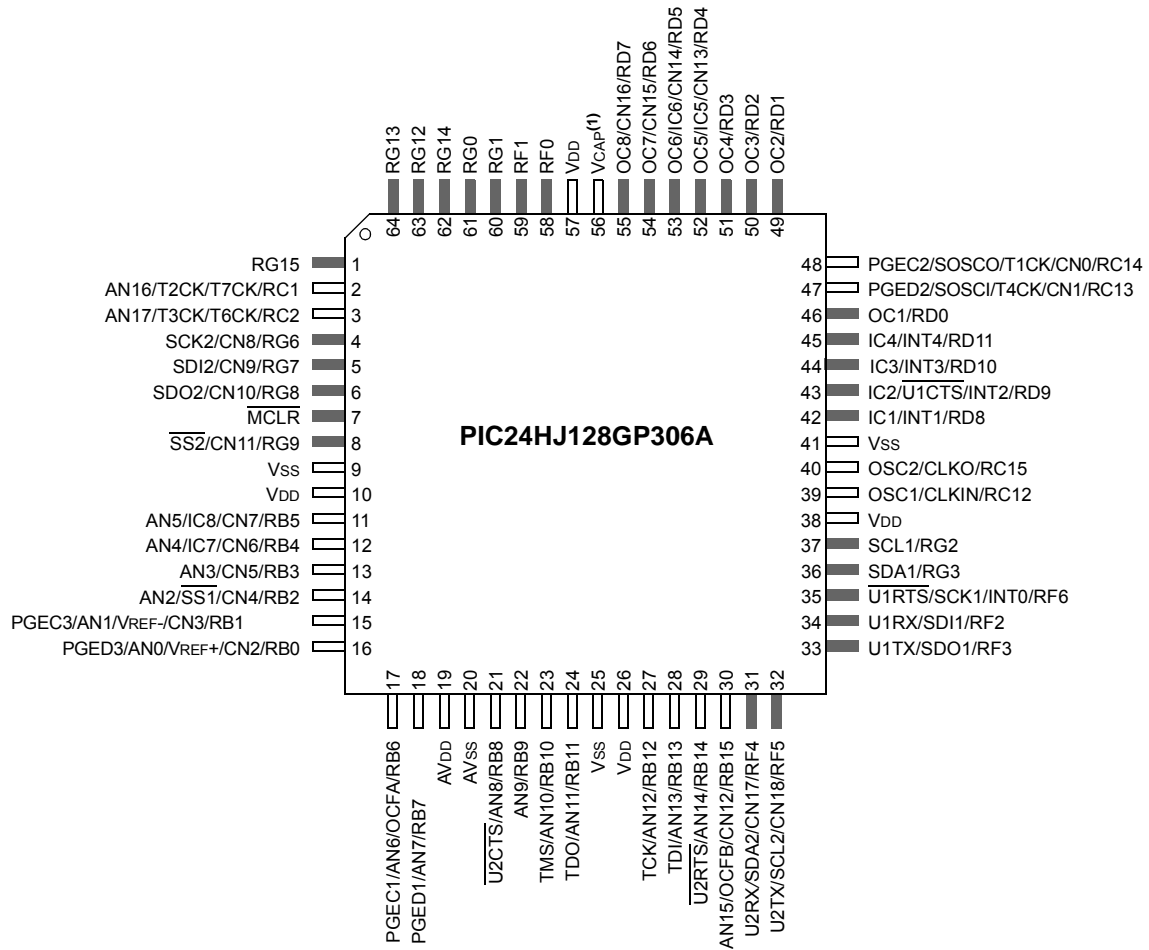 RG13
RG12
RG14
RG0
RG1
RF1
RF0
VDD
VCAP(1)
OC8/CN16/RD7
OC7/CN15/RD6
OC6/IC6/CN14/RD5
OC5/IC5/CN13/RD4
OC4/RD3
OC3/RD2
OC2/RD1
64 63 62 61 60 59 58 57 56 55 54 53 52 51 50 49
RG15 1
AN16/T2CK/T7CK/RC1 2
AN17/T3CK/T6CK/RC2 3
SCK2/CN8/RG6 4
SDI2/CN9/RG7 5
SDO2/CN10/RG8 6
MCLR 7
SS2/CN11/RG9 8
VSS 9
VDD 10
AN5/IC8/CN7/RB5 11
AN4/IC7/CN6/RB4 12
AN3/CN5/RB3 13
AN2/SS1/CN4/RB2 14
PGEC3/AN1/VREF-/CN3/RB1 15
PGED3/AN0/VREF+/CN2/RB0 16
PIC24HJ128GP306A
48 PGEC2/SOSCO/T1CK/CN0/RC14
47 PGED2/SOSCI/T4CK/CN1/RC13
46 OC1/RD0
45 IC4/INT4/RD11
44 IC3/INT3/RD10
43 IC2/U1CTS/INT2/RD9
42 IC1/INT1/RD8
41 VSS
40 OSC2/CLKO/RC15
39 OSC1/CLKIN/RC12
38 VDD
37 SCL1/RG2
36 SDA1/RG3
35 U1RTS/SCK1/INT0/RF6
34 U1RX/SDI1/RF2
33 U1TX/SDO1/RF3
17 18 19 20 21 22 23 24 25 26 27 28 29 30 31 32
PGEC1/AN6/OCFA/RB6
PGED1/AN7/RB7
AVDD
AVSS
U2CTS/AN8/RB8
AN9/RB9
TMS/AN10/RB10
TDO/AN11/RB11
VSS
VDD
TCK/AN12/RB12
TDI/AN13/RB13
U2RTS/AN14/RB14
AN15/OCFB/CN12/RB15
U2RX/SDA2/CN17/RF4
U2TX/SCL2/CN18/RF5